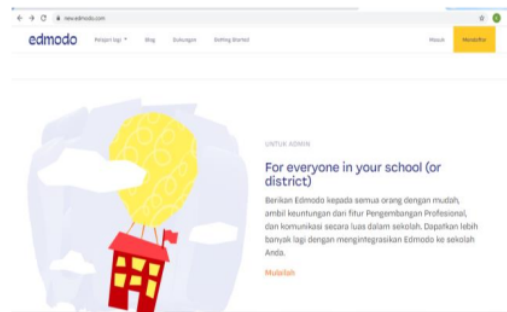 new.edmodo.com
edmodo Pelajari lagi Blog Dukungan Getting Started Masuk Mendaftar
UNTUK ADMIN
For everyone in your school (or
district)
Berikan Edmodo kepada semua orang dengan mudah,
ambil keuntungan dari fitur Pengembangan Profesional,
dan komunikasi secara luas dalam sekolah. Dapatkan lebih
banyak lagi dengan mengintegrasikan Edmodo ke sekolah
Anda.
Mulailah